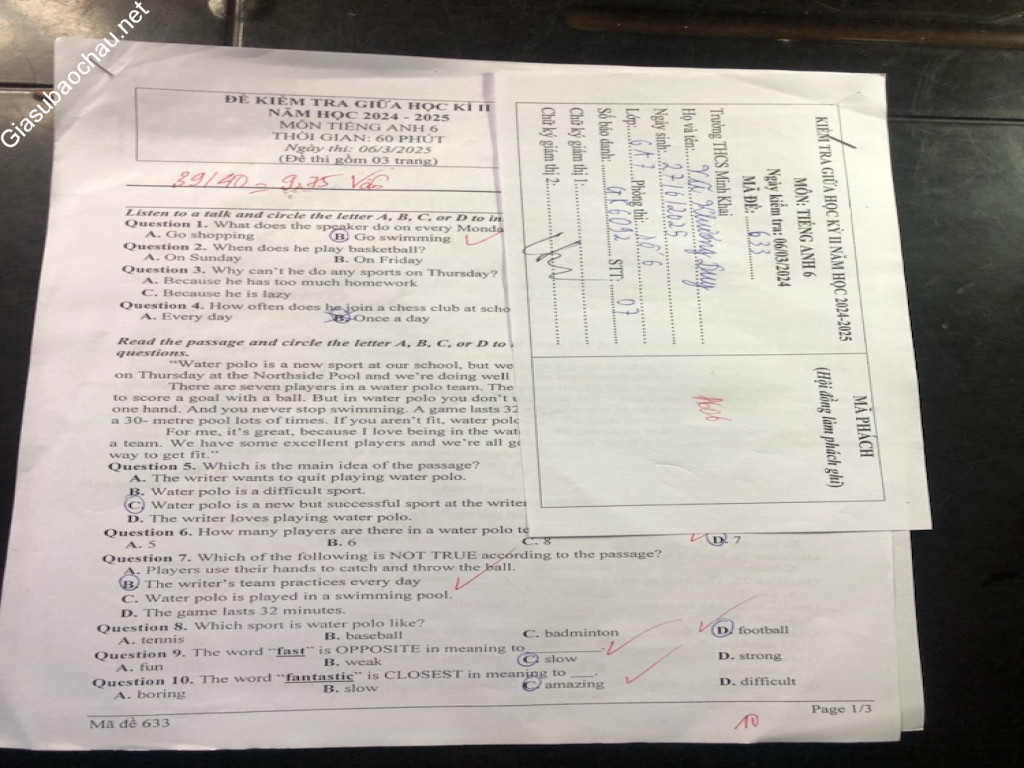 Giasubaochau.net
ĐỀ KIỂM TRA GIỮA HỌC KÌ II
NĂM HỌC 2024 - 2025
MÔN TIẾNG ANH 6
THỜI GIAN: 60 PHÚT
Ngày thi: 06/3/2025
(Đề thi gồm 03 trang)
39/40 = 9,75
Listen to a talk and circle the letter A, B, C, or D to in
Question 1. What does the speaker do on every Monda
A. Go shopping B. Go swimming
Question 2. When does he play basketball?
A. On Sunday B. On Friday
Question 3. Why can't he do any sports on Thursday?
A. Because he has too much homework
C. Because he is lazy
Question 4. How often does he join a chess club at scho
A. Every day B. Once a day
Read the passage and circle the letter A, B, C, or D to
questions.
"Water polo is a new sport at our school, but we
on Thursday at the Northside Pool and we're doing well
There are seven players in a water polo team. The
to score a goal with a ball. But in water polo you don't u
one hand. And you never stop swimming. A game lasts 32
a 30- metre pool lots of times. If you aren't fit, water polo
For me, it's great, because I love being in the wat
a team. We have some excellent players and we're all go
way to get fit."
Question 5. Which is the main idea of the passage?
A. The writer wants to quit playing water polo.
B. Water polo is a difficult sport.
C. Water polo is a new but successful sport at the writer
D. The writer loves playing water polo.
Question 6. How many players are there in a water polo te
A. 5 B. 6 C. 8 D. 7
Question 7. Which of the following is NOT TRUE according to the passage?
A. Players use their hands to catch and throw the ball.
B. The writer's team practices every day
C. Water polo is played in a swimming pool.
D. The game lasts 32 minutes.
Question 8. Which sport is water polo like?
A. tennis B. baseball C. badminton D. football
Question 9. The word "fast" is OPPOSITE in meaning to________.
A. fun B. weak C. slow D. strong
Question 10. The word "fantastic" is CLOSEST in meaning to ___.
A. boring B. slow C. amazing D. difficult
Mã đề 633 Page 1/3
10
KIỂM TRA GIỮA HỌC KỲ II NĂM HỌC 2024-2025
MÔN: TIẾNG ANH 6
Ngày kiểm tra: 06/03/2024
MÃ ĐỀ: 633
Trường THCS Minh Khai
Họ và tên: Khương Duy
Ngày sinh: 27/6/2025
Lớp: 6A7 Phòng thi: 16
Số báo danh: GK6692 STT: 07
Chữ ký giám thị 1:
Chữ ký giám thị 2:
MÃ PHÁCH
(Hội đồng làm phách ghi)